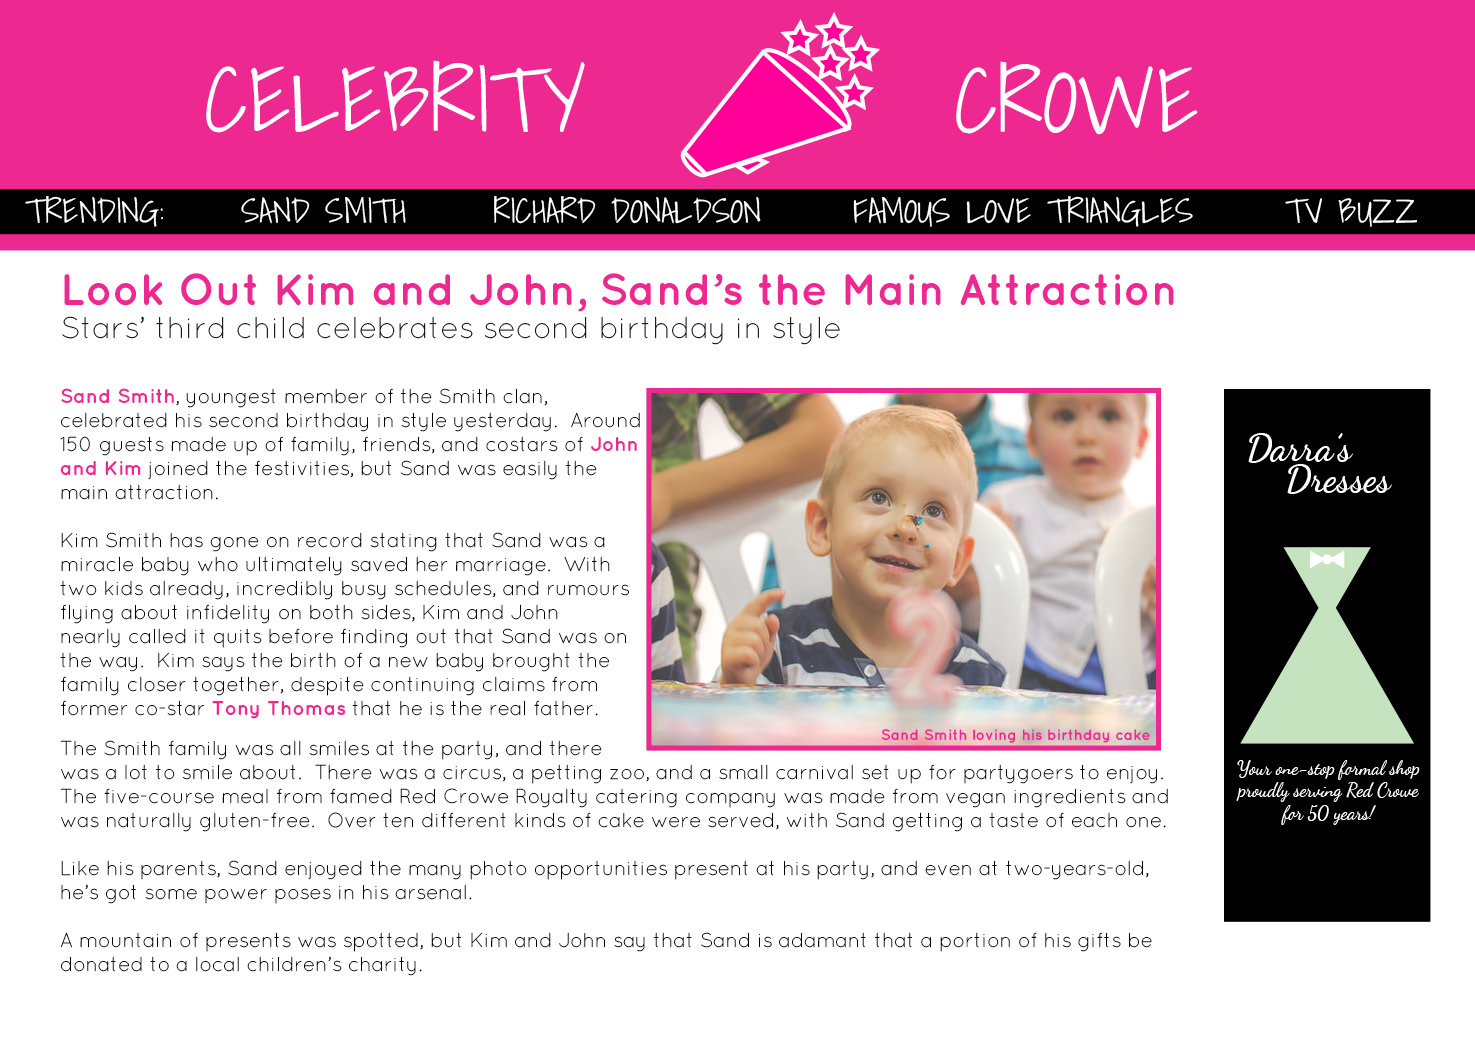 CELEBRITY CROWE
TRENDING: SAND SMITH RICHARD DONALDSON FAMOUS LOVE TRIANGLES TV BUZZ
Look Out Kim and John, Sand's the Main Attraction
Stars' third child celebrates second birthday in style
Sand Smith, youngest member of the Smith clan,
celebrated his second birthday in style yesterday. Around
150 guests made up of family, friends, and costars of John
and Kim joined the festivities, but Sand was easily the
main attraction.
Kim Smith has gone on record stating that Sand was a
miracle baby who ultimately saved her marriage. With
two kids already, incredibly busy schedules, and rumours
flying about infidelity on both sides, Kim and John
nearly called it quits before finding out that Sand was on
the way. Kim says the birth of a new baby brought the
family closer together, despite continuing claims from
former co-star Tony Thomas that he is the real father.
The Smith family was all smiles at the party, and there
was a lot to smile about. There was a circus, a petting zoo, and a small carnival set up for partygoers to enjoy.
The five-course meal from famed Red Crowe Royalty catering company was made from vegan ingredients and
was naturally gluten-free. Over ten different kinds of cake were served, with Sand getting a taste of each one.
Like his parents, Sand enjoyed the many photo opportunities present at his party, and even at two-years-old,
he's got some power poses in his arsenal.
A mountain of presents was spotted, but Kim and John say that Sand is adamant that a portion of his gifts be
donated to a local children's charity.
2
Sand Smith loving his birthday cake
Darra's
Dresses
Your one-stop formal shop
proudly serving Red Crowe
for 50 years!